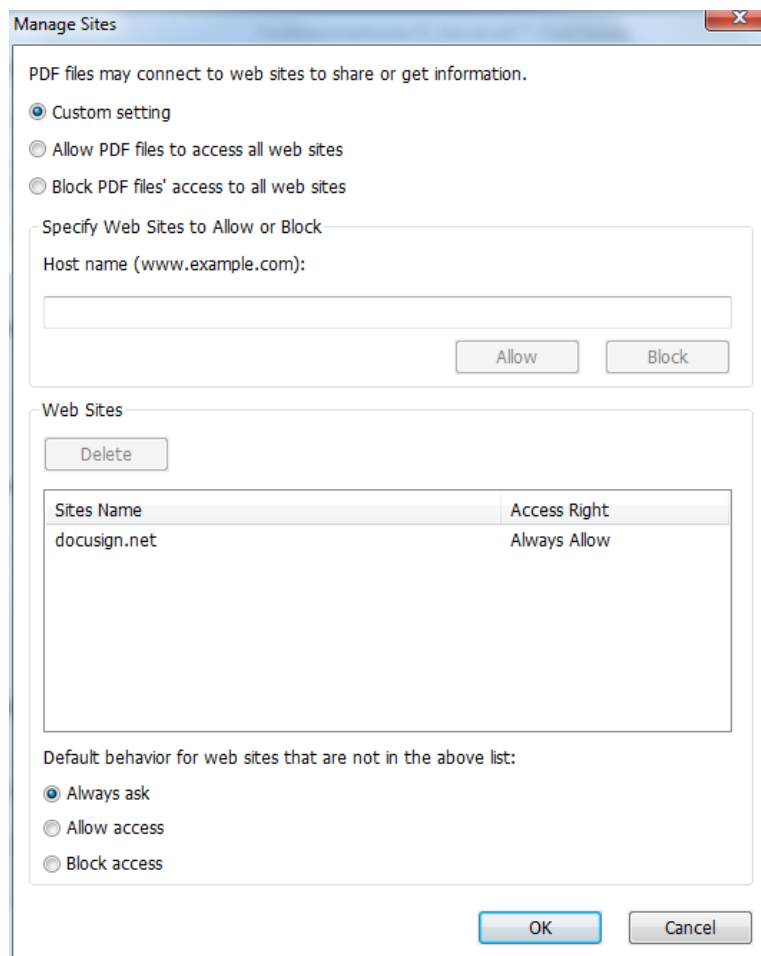 Manage Sites
PDF files may connect to web sites to share or get information.
Custom setting
Allow PDF files to access all web sites
Block PDF files' access to all web sites
Specify Web Sites to Allow or Block
Host name (www.example.com):
Allow Block
Web Sites
Delete
Sites Name Access Right
docusign.net Always Allow
Default behavior for web sites that are not in the above list:
Always ask
Allow access
Block access
OK Cancel